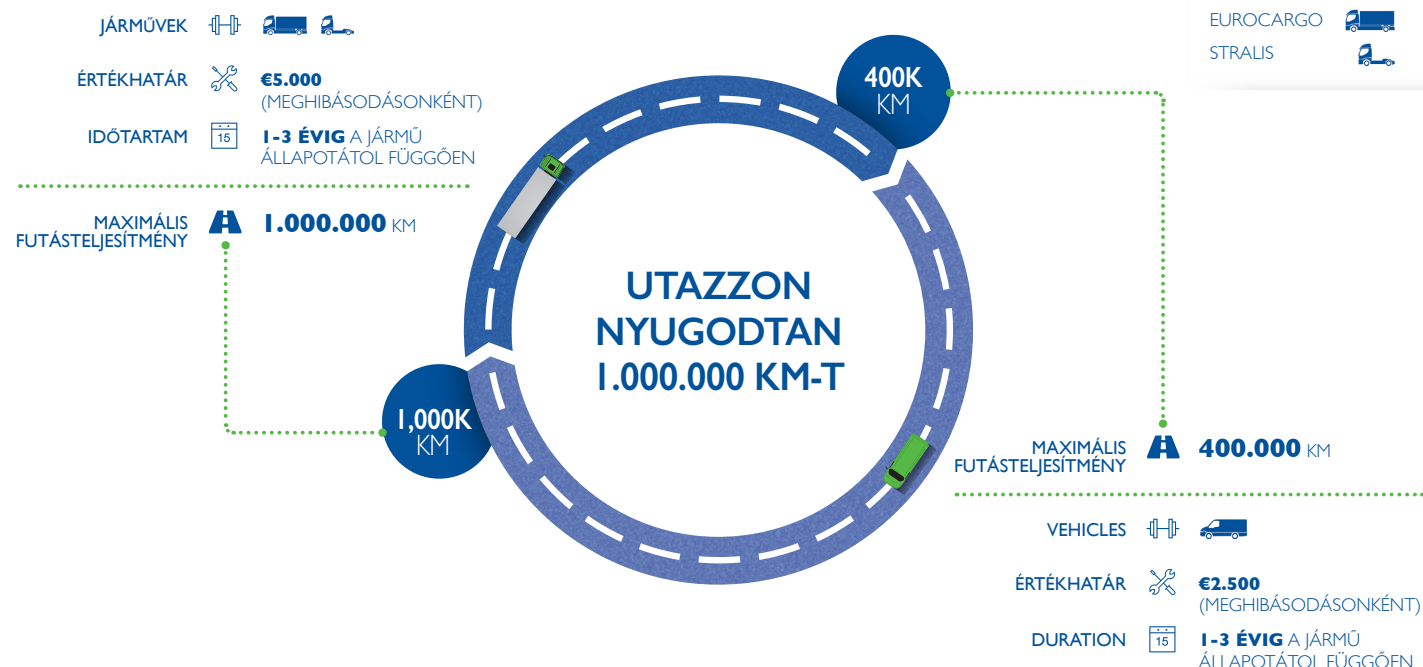 JÁRMŰVEK
ÉRTÉKHATÁR
€5.000
(MEGHIBÁSODÁSONKÉNT)
IDŐTARTAM
15
1-3 ÉVIG A JÁRMŰ
ÁLLAPOTÁTOL FÜGGŐEN
MAXIMÁLIS
FUTÁSTELJESÍTMÉNY
1.000.000 KM
EUROCARGO
STRALIS
400K
KM
UTAZZON
NYUGODTAN
1.000.000 KM-T
1,000K
KM
MAXIMÁLIS
FUTÁSTELJESÍTMÉNY
400.000 KM
VEHICLES
ÉRTÉKHATÁR
€2.500
(MEGHIBÁSODÁSONKÉNT)
DURATION
15
1-3 ÉVIG A JÁRMŰ
ÁLLAPOTÁTOL FÜGGŐEN